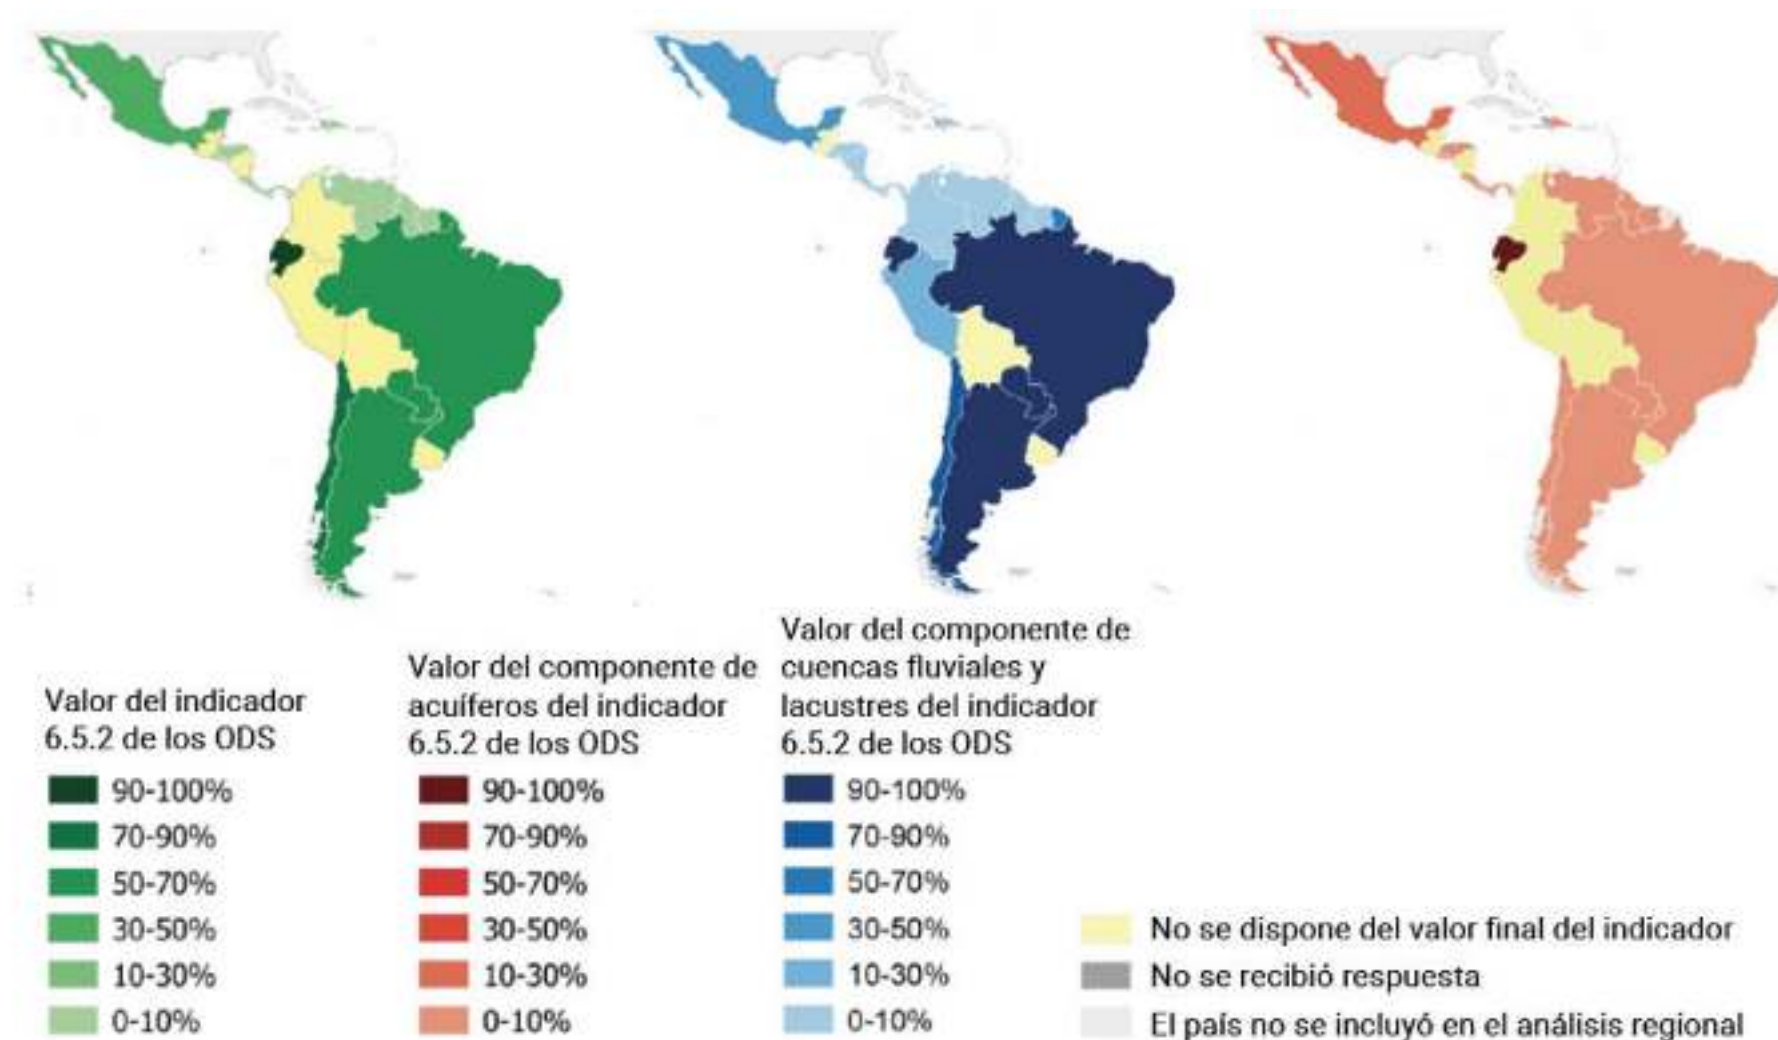 Valor del indicador
6.5.2 de los ODS
90-100%
70-90%
50-70%
30-50%
10-30%
0-10%
Valor del componente de
acuíferos del indicador
6.5.2 de los ODS
90-100%
70-90%
50-70%
30-50%
10-30%
0-10%
Valor del componente de
cuencas fluviales y
lacustres del indicador
6.5.2 de los ODS
90-100%
70-90%
50-70%
30-50%
10-30%
0-10%
No se dispone del valor final del indicador
No se recibió respuesta
El país no se incluyó en el análisis regional